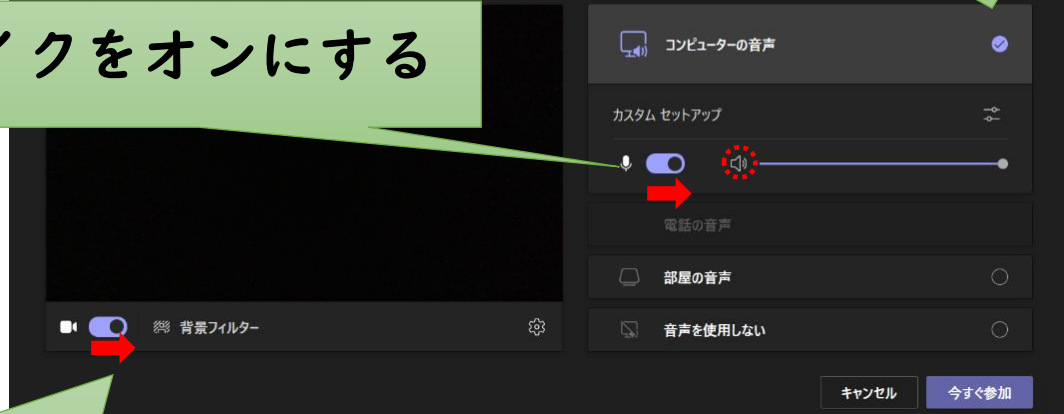 イクをオンにする
コンピューターの音声
カスタム セットアップ
電話の音声
部屋の音声
背景フィルター
音声を使用しない
キャンセル
今すぐ参加